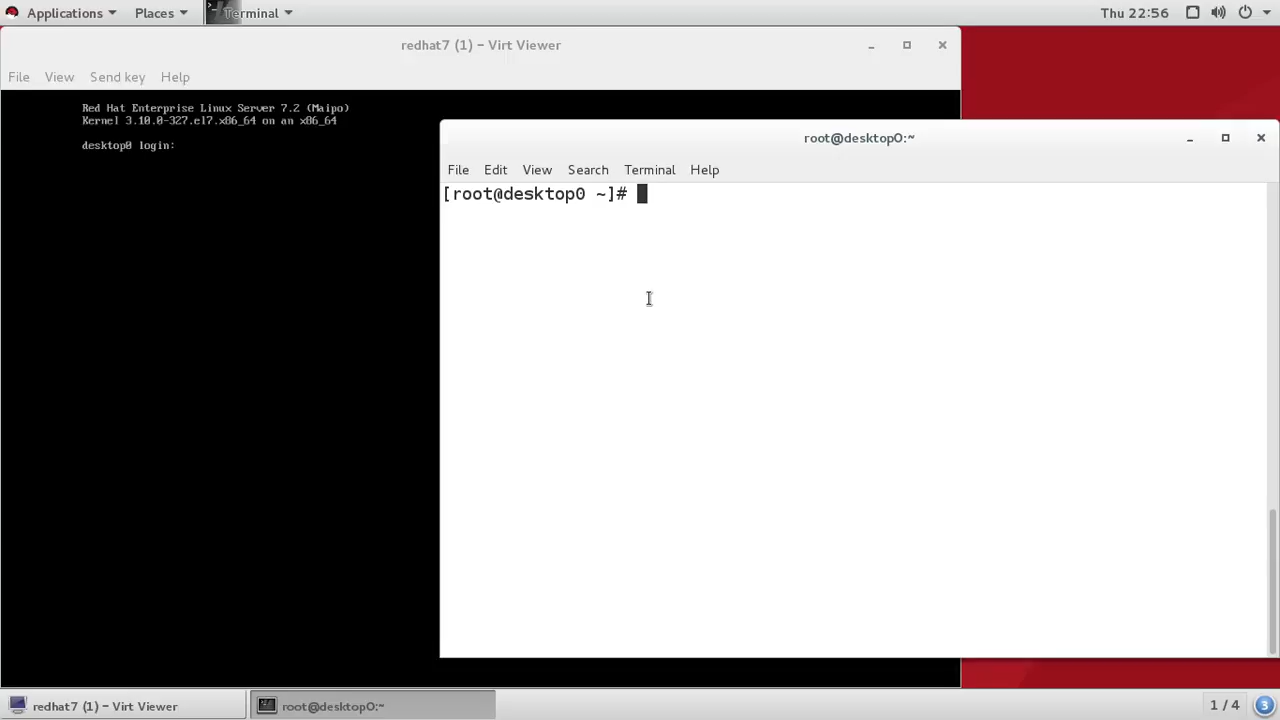 Applications Places Terminal Thu 22:56
redhat7 (1) – Virt Viewer
File View Send key Help
Red Hat Enterprise Linux Server 7.2 (Maipo)
Kernel 3.10.0-327.el7.x86_64 on an x86_64
desktop0 login:
root@desktop0:~
File Edit View Search Terminal Help
[root@desktop0 ~]#
redhat7 (1) – Virt Viewer root@desktop0:~ 1 / 4 3